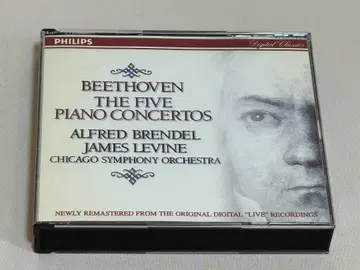 PHILIPS
Digital Classics
BEETHOVEN
THE FIVE
PIANO CONCERTOS
ALFRED BRENDEL
JAMES LEVINE
CHICAGO SYMPHONY ORCHESTRA
NEWLY REMASTERED FROM THE ORIGINAL DIGITAL "LIVE" RECORDINGS